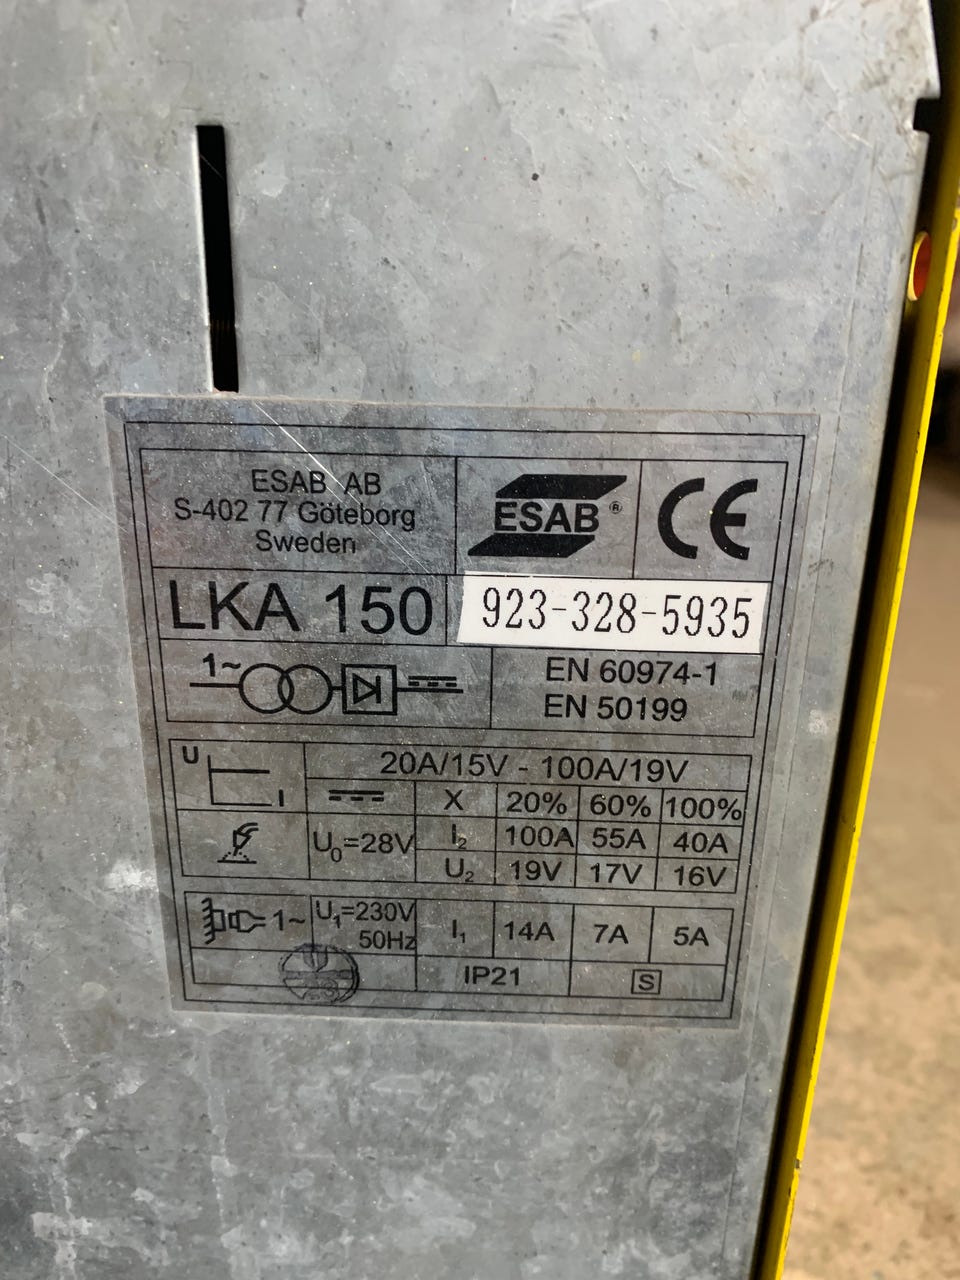 ESAB AB
S-402 77 Göteborg
Sweden
ESAB®
CE
LKA 150
923-328-5935
1~
EN 60974-1
EN 50199
U
I
20A/15V - 100A/19V
X 20% 60% 100%
U₀=28V
I₂ 100A 55A 40A
U₂ 19V 17V 16V
1~
U₁=230V
50Hz
I₁ 14A 7A 5A
IP21
S